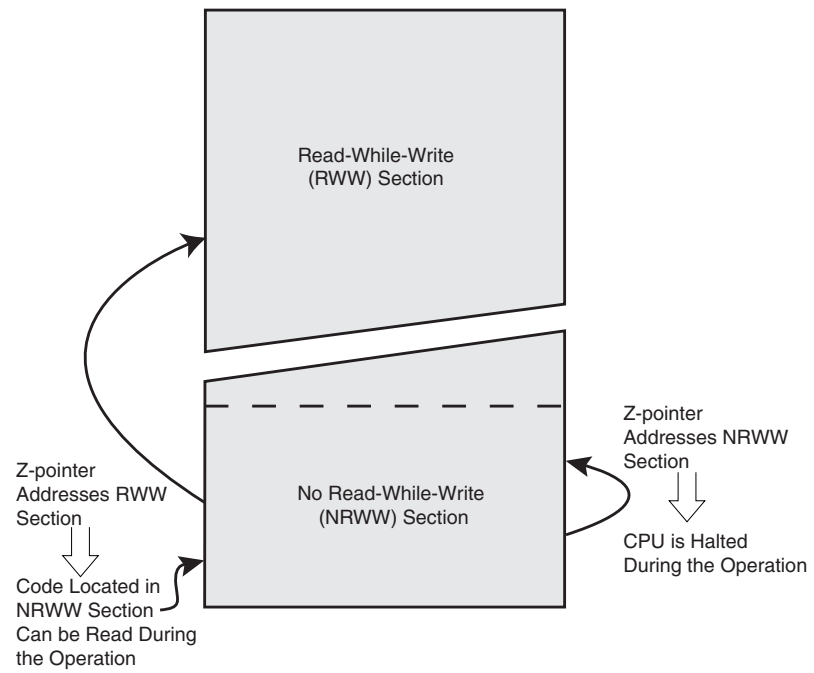 Read-While-Write
(RWW) Section
Z-pointer
Addresses NRWW
Section
Z-pointer
Addresses RWW
Section
No Read-While-Write
(NRWW) Section
CPU is Halted
During the Operation
Code Located in
NRWW Section
Can be Read During
the Operation